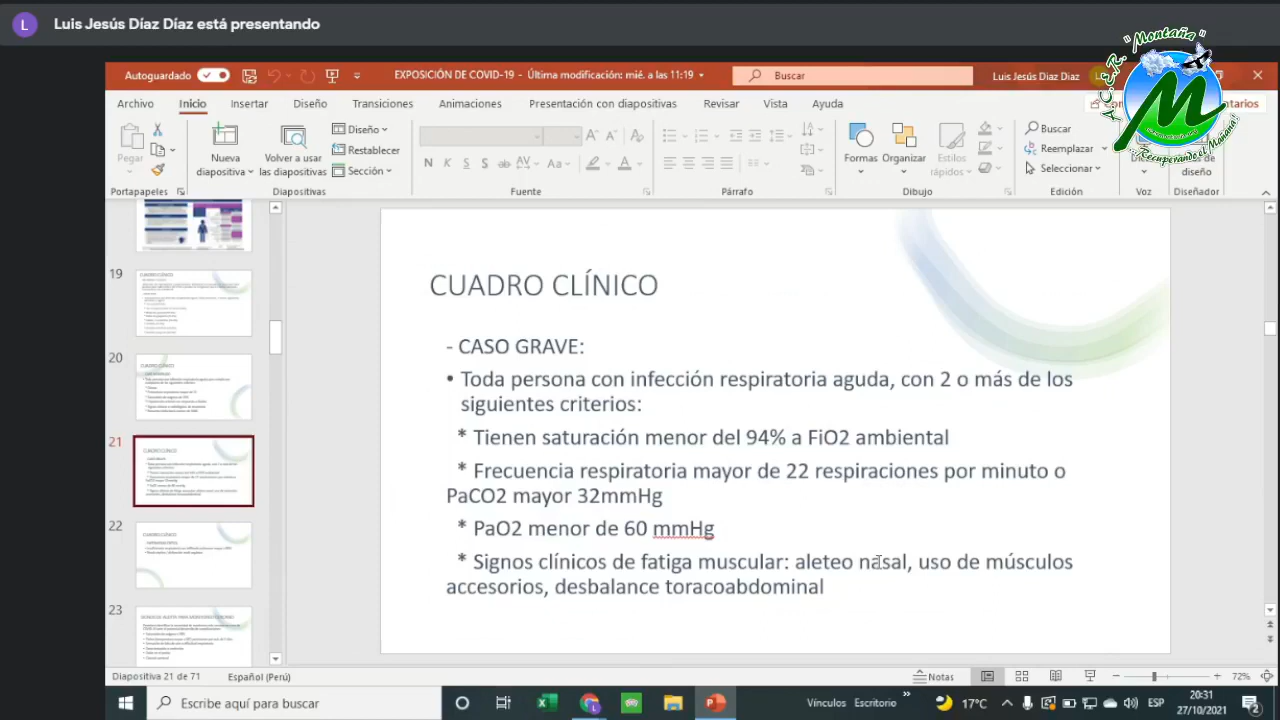 L
Luis Jesús Díaz Díaz está presentando
"Montaña"
Autoguardado
EXPOSICIÓN DE COVID-19 - Última modificación: mié. a las 11:19
Buscar
Luis Jesús Diaz Diaz
Archivo Inicio Insertar Diseño Transiciones Animaciones Presentación con diapositivas Revisar Vista Ayuda
Pegar
Nueva diapositiva
Volver a usar las diapositivas
Diseño
Restablecer
Sección
Formas
Organizar
Estilos rápidos
Buscar
Reemplazar
Seleccionar
de diseño
Portapapeles Diapositivas Fuente Párrafo Dibujo Edición Voz Diseñador
19
20
21
22
23
CUADRO CLÍNICO
- CASO GRAVE:
• Toda persona con infección respiratoria aguda, con 2 o más de los
siguientes criterios:
* Tienen saturación menor del 94% a FiO2 ambiental
* Frecuencia respiratoria mayor de 22 respiraciones por minuto o
PaCO2 mayor 32mmHg
* PaO2 menor de 60 mmHg
* Signos clínicos de fatiga muscular: aleteo nasal, uso de músculos
accesorios, desbalance toracoabdominal
Diapositiva 21 de 71 Español (Perú) Notas 72%
Escribe aquí para buscar
Vínculos Escritorio » 17°C ESP 20:31
27/10/2021
2